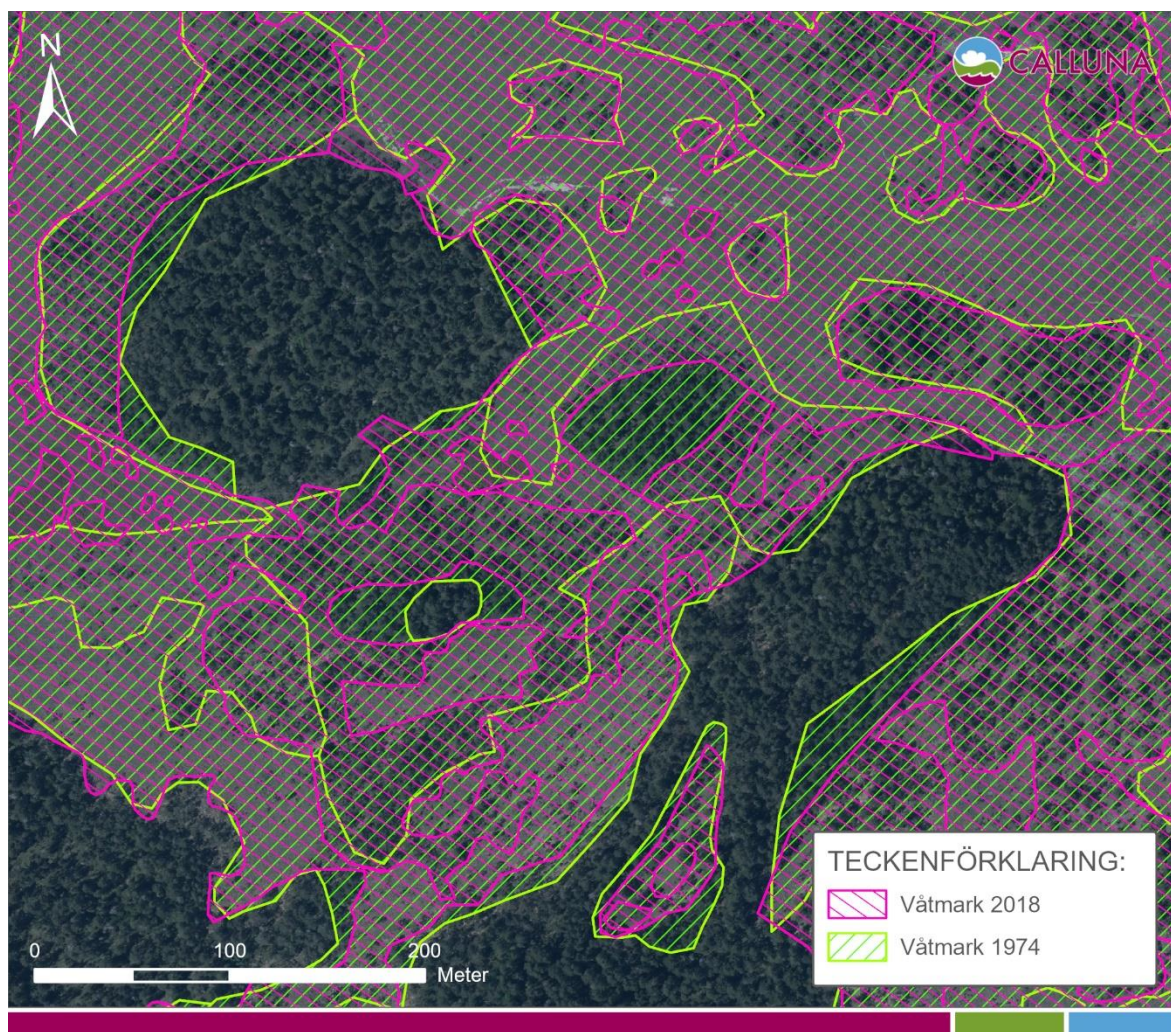 N
CALLUNA
TECKENFÖRKLARING:
Våtmark 2018
Våtmark 1974
0 100 200
Meter